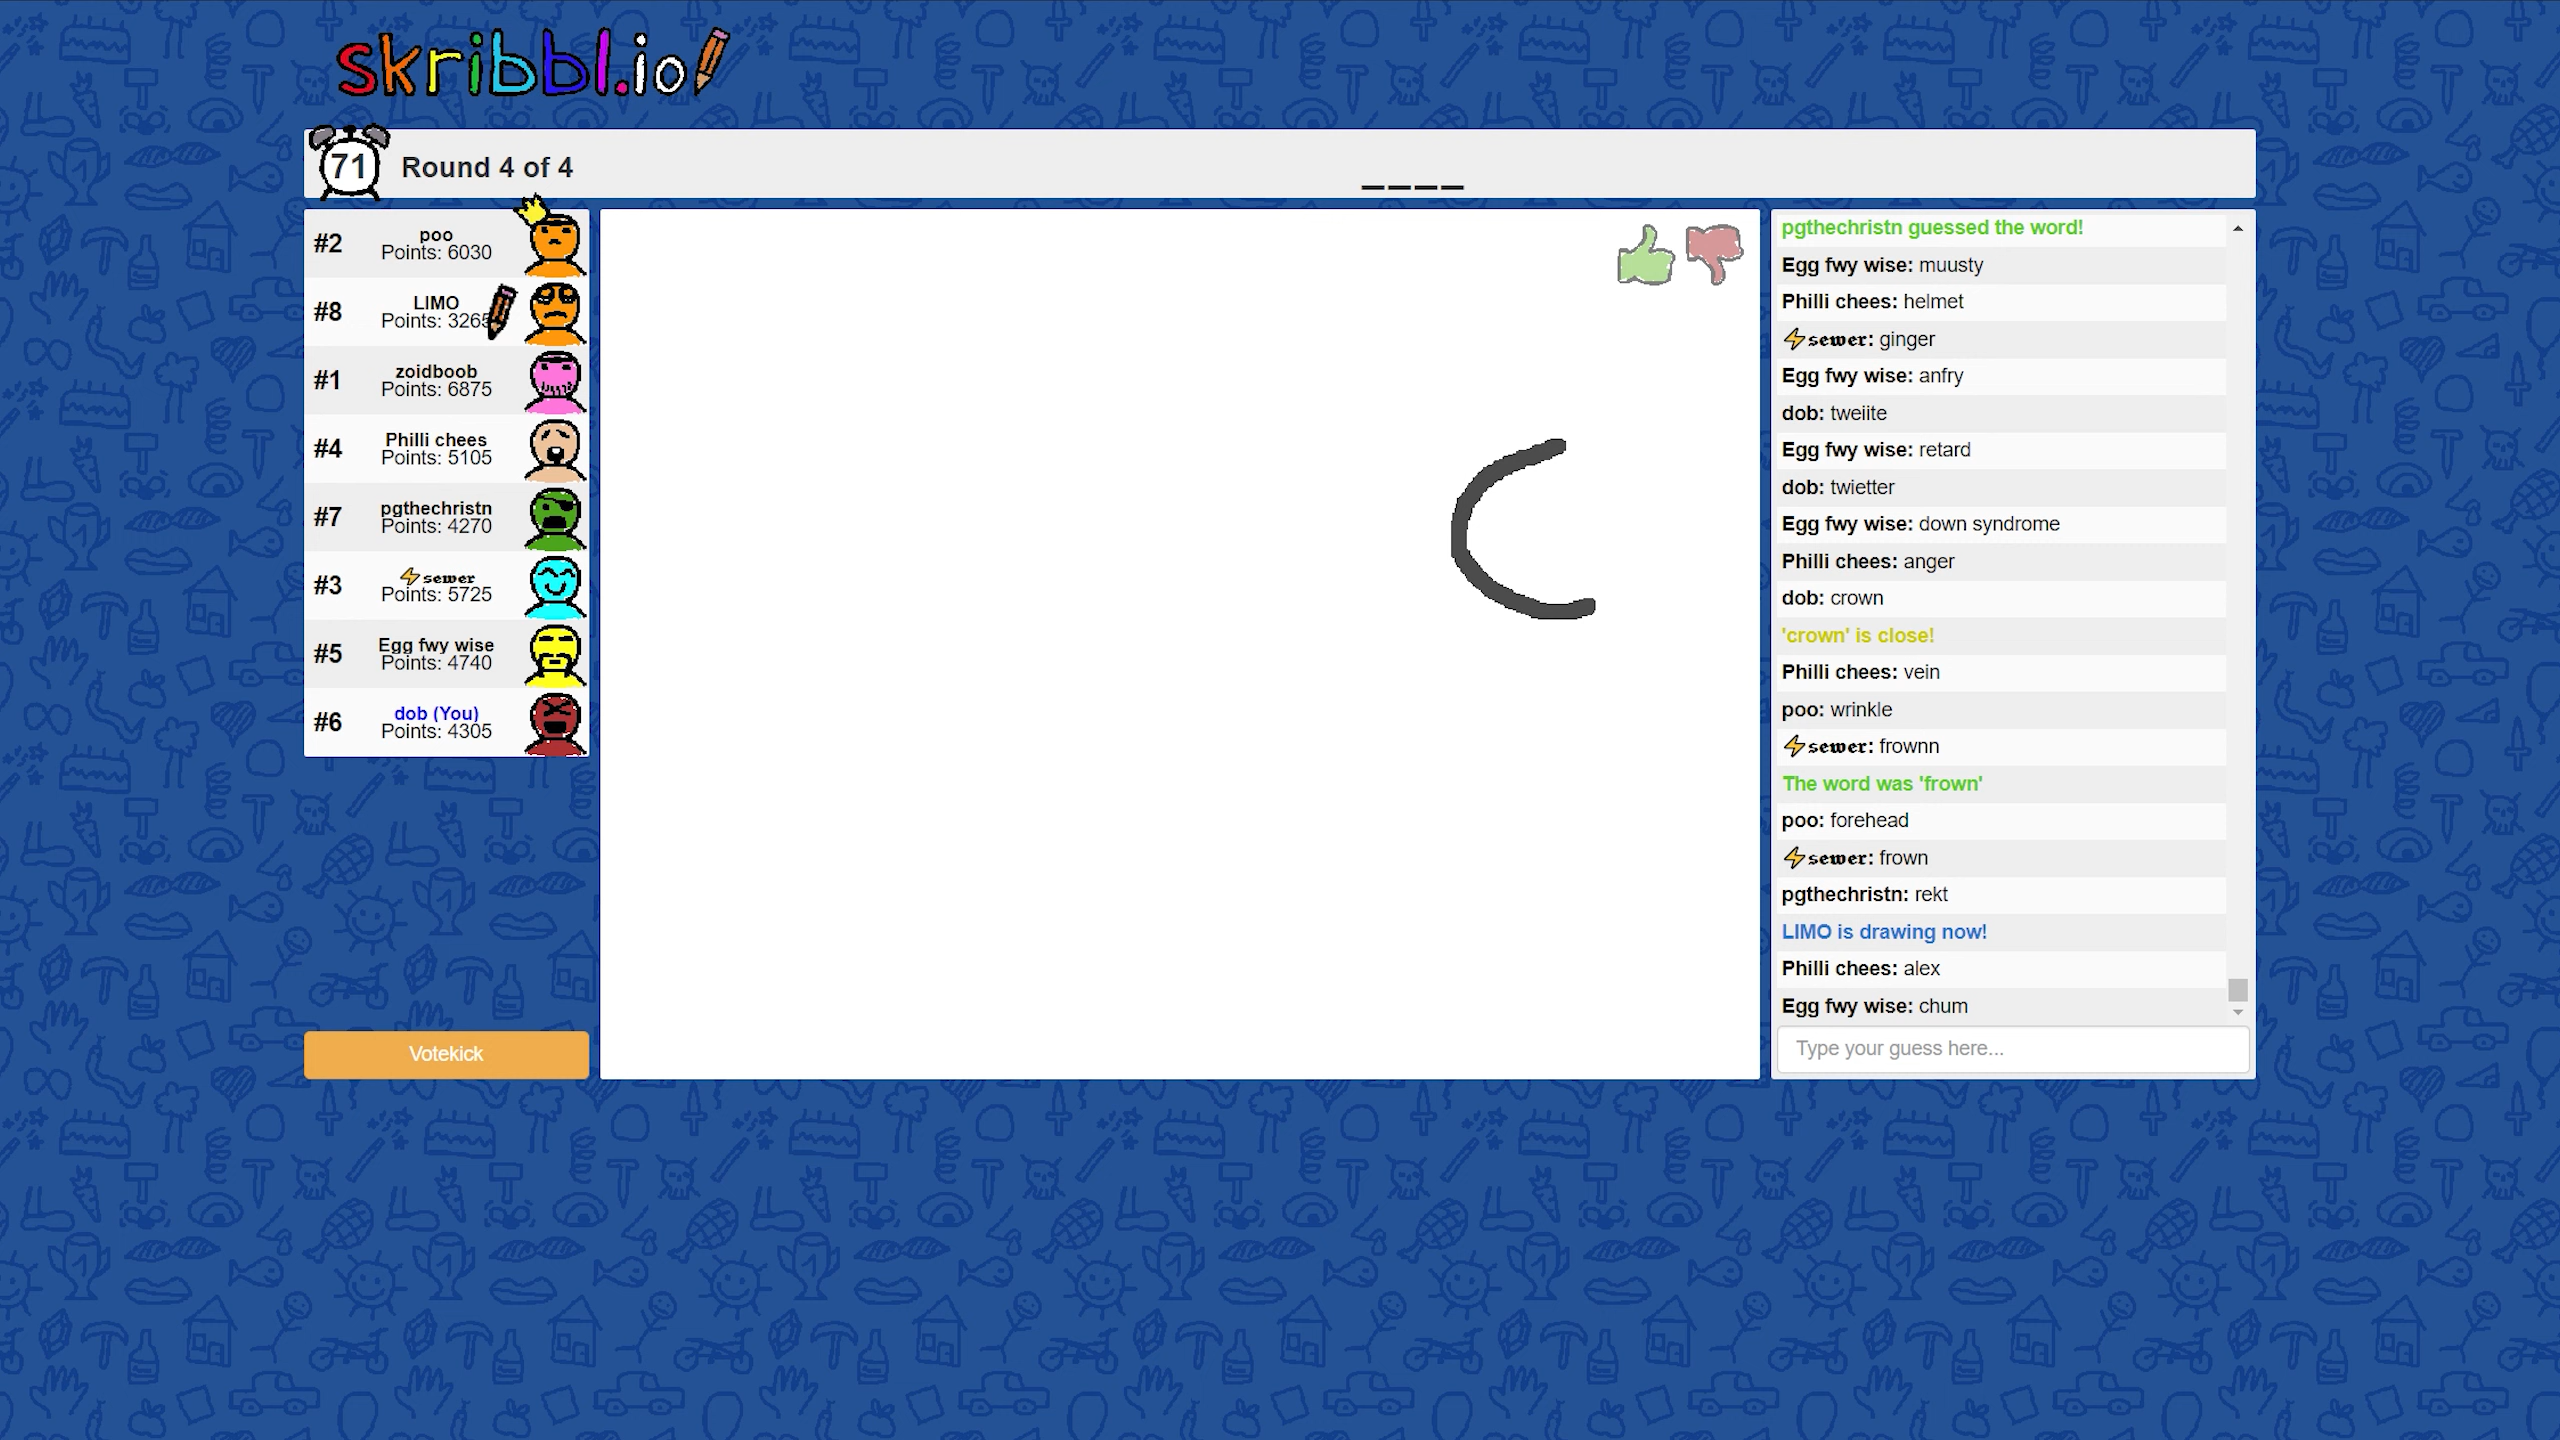 skribbl.io
71
Round 4 of 4
____
#2 poo
Points: 6030
#8 LIMO
Points: 3265
#1 zoidboob
Points: 6875
#4 Philli chees
Points: 5105
#7 pgthechristn
Points: 4270
#3 ⚡𝖘𝖊𝖜𝖊𝖗
Points: 5725
#5 Egg fwy wise
Points: 4740
#6 dob (You)
Points: 4305
Votekick
pgthechristn guessed the word!
Egg fwy wise: muusty
Philli chees: helmet
⚡𝖘𝖊𝖜𝖊𝖗: ginger
Egg fwy wise: anfry
dob: tweiite
Egg fwy wise: retard
dob: twietter
Egg fwy wise: down syndrome
Philli chees: anger
dob: crown
'crown' is close!
Philli chees: vein
poo: wrinkle
⚡𝖘𝖊𝖜𝖊𝖗: frownn
The word was 'frown'
poo: forehead
⚡𝖘𝖊𝖜𝖊𝖗: frown
pgthechristn: rekt
LIMO is drawing now!
Philli chees: alex
Egg fwy wise: chum
Type your guess here...